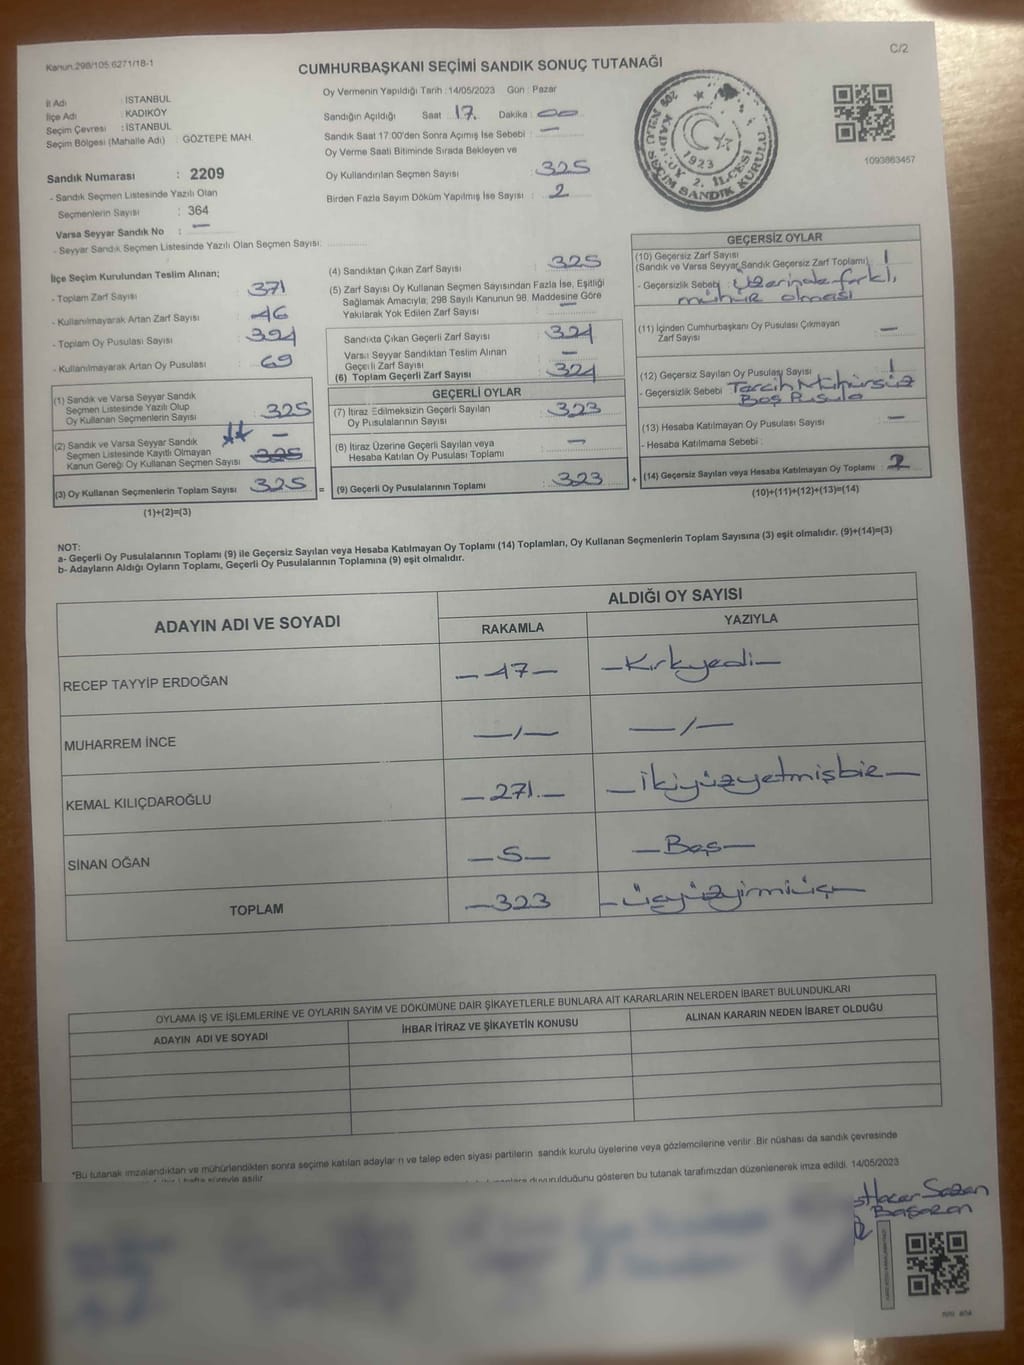 Kanun.298/105.6271/18-1
C/2
CUMHURBAŞKANI SEÇİMİ SANDIK SONUÇ TUTANAĞI
İl Adı : İSTANBUL
İlçe Adı : KADIKÖY
Seçim Çevresi : İSTANBUL
Seçim Bölgesi (Mahalle Adı) : GÖZTEPE MAH.
Sandık Numarası : 2209
- Sandık Seçmen Listesinde Yazılı Olan
Seçmenlerin Sayısı : 364
Varsa Seyyar Sandık No : —
- Seyyar Sandık Seçmen Listesinde Yazılı Olan Seçmen Sayısı:
Oy Vermenin Yapıldığı Tarih : 14/05/2023 Gün : Pazar
Sandığın Açıldığı Saat 17. Dakika : 00
Sandık Saat 17:00'den Sonra Açılmış İse Sebebi : —
Oy Verme Saati Bitiminde Sırada Bekleyen ve
Oy Kullandırılan Seçmen Sayısı : 325
Birden Fazla Sayım Döküm Yapılmış İse Sayısı : 2
1923
KADIKÖY 2. İLÇESİ
SANDIK KURULU
1093863457
İlçe Seçim Kurulundan Teslim Alınan;
- Toplam Zarf Sayısı : 371
- Kullanılmayarak Artan Zarf Sayısı : 46
- Toplam Oy Pusulası Sayısı : 394
- Kullanılmayarak Artan Oy Pusulası : 69
(1) Sandık ve Varsa Seyyar Sandık
Seçmen Listesinde Yazılı Olup
Oy Kullanan Seçmenlerin Sayısı : 325
(2) Sandık ve Varsa Seyyar Sandık —
Seçmen Listesinde Kayıtlı Olmayan
Kanun Gereği Oy Kullanan Seçmen Sayısı 325
(3) Oy Kullanan Seçmenlerin Toplam Sayısı : 325 =
(1)+(2)=(3)
(4) Sandıktan Çıkan Zarf Sayısı : 325
(5) Zarf Sayısı Oy Kullanan Seçmen Sayısından Fazla İse, Eşitliği
Sağlamak Amacıyla; 298 Sayılı Kanunun 98. Maddesine Göre
Yakılarak Yok Edilen Zarf Sayısı : —
Sandıkta Çıkan Geçerli Zarf Sayısı : 324
Varsa Seyyar Sandıktan Teslim Alınan
Geçerli Zarf Sayısı : —
(6) Toplam Geçerli Zarf Sayısı : 324
GEÇERLİ OYLAR
(7) İtiraz Edilmeksizin Geçerli Sayılan
Oy Pusulalarının Sayısı : 323
(8) İtiraz Üzerine Geçerli Sayılan veya
Hesaba Katılan Oy Pusulası Toplamı : —
(9) Geçerli Oy Pusulalarının Toplamı : 323 +
GEÇERSİZ OYLAR
(10) Geçersiz Zarf Sayısı
(Sandık ve Varsa Seyyar Sandık Geçersiz Zarf Toplamı) : 1
- Geçersizlik Sebebi : Üzerinde farklı
mühür olması
(11) İçinden Cumhurbaşkanı Oy Pusulası Çıkmayan
Zarf Sayısı : —
(12) Geçersiz Sayılan Oy Pusulası Sayısı : 1
- Geçersizlik Sebebi Tercih Mühürsüz
Boş Pusula
(13) Hesaba Katılmayan Oy Pusulası Sayısı : —
- Hesaba Katılmama Sebebi :
(14) Geçersiz Sayılan veya Hesaba Katılmayan Oy Toplamı : 2
(10)+(11)+(12)+(13)=(14)
NOT:
a- Geçerli Oy Pusulalarının Toplamı (9) ile Geçersiz Sayılan veya Hesaba Katılmayan Oy Toplamı (14) Toplamları, Oy Kullanan Seçmenlerin Toplam Sayısına (3) eşit olmalıdır. (9)+(14)=(3)
b- Adayların Aldığı Oyların Toplamı, Geçerli Oy Pusulalarının Toplamına (9) eşit olmalıdır.
ADAYIN ADI VE SOYADI
ALDIĞI OY SAYISI
RAKAMLA YAZIYLA
RECEP TAYYİP ERDOĞAN —47— —Kırkyedi—
MUHARREM İNCE —/— —/—
KEMAL KILIÇDAROĞLU —271.— —ikiyüzyetmişbir—
SİNAN OĞAN —5— —Beş—
TOPLAM —323 —üçyüzyirmiüç—
OYLAMA İŞ VE İŞLEMLERİNE VE OYLARIN SAYIM VE DÖKÜMÜNE DAİR ŞİKAYETLERLE BUNLARA AİT KARARLARIN NELERDEN İBARET BULUNDUKLARI
ADAYIN ADI VE SOYADI İHBAR İTİRAZ VE ŞİKAYETİN KONUSU ALINAN KARARIN NEDEN İBARET OLDUĞU
*Bu tutanak imzalandıktan ve mühürlendikten sonra seçime katılan adayların ve talep eden siyasi partilerin sandık kurulu üyelerine veya gözlemcilerine verilir. Bir nüshası da sandık çevresinde
hafta süreyle asılır.
duyurulduğunu gösteren bu tutanak tarafımızdan düzenlenerek imza edildi. 14/05/2023
Hacer Sazan
Başaran